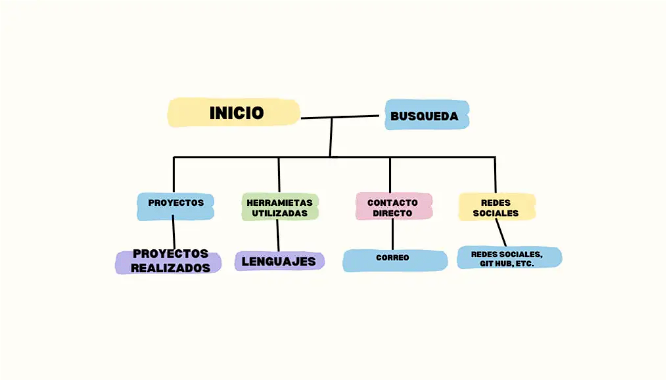 INICIO
BUSQUEDA
PROYECTOS
HERRAMIETAS
UTILIZADAS
CONTACTO
DIRECTO
REDES
SOCIALES
PROYECTOS
REALIZADOS
LENGUAJES
CORREO
REDES SOCIALES,
GIT HUB, ETC.